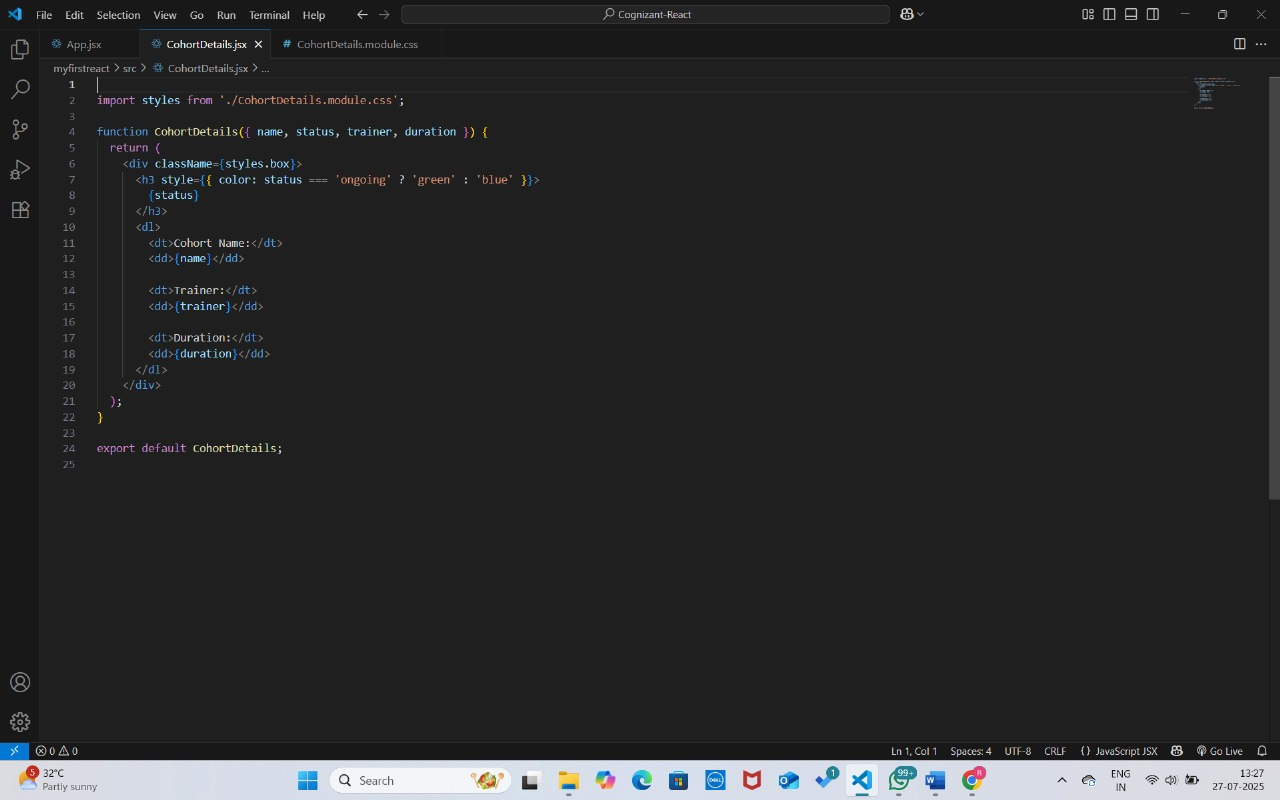 File Edit Selection View Go Run Terminal Help
Cognizant-React
App.jsx
CohortDetails.jsx
# CohortDetails.module.css
myfirstreact > src > CohortDetails.jsx > ...
1
2 import styles from './CohortDetails.module.css';
3
4 function CohortDetails({ name, status, trainer, duration }) {
5 return (
6 <div className={styles.box}>
7 <h3 style={{ color: status === 'ongoing' ? 'green' : 'blue' }}>
8 {status}
9 </h3>
10 <dl>
11 <dt>Cohort Name:</dt>
12 <dd>{name}</dd>
13
14 <dt>Trainer:</dt>
15 <dd>{trainer}</dd>
16
17 <dt>Duration:</dt>
18 <dd>{duration}</dd>
19 </dl>
20 </div>
21 );
22 }
23
24 export default CohortDetails;
25
0 0
Ln 1, Col 1 Spaces: 4 UTF-8 CRLF {} JavaScript JSX Go Live
5
32°C
Partly sunny
Search
DELL
1
99+
R
ENG
IN
13:27
27-07-2025